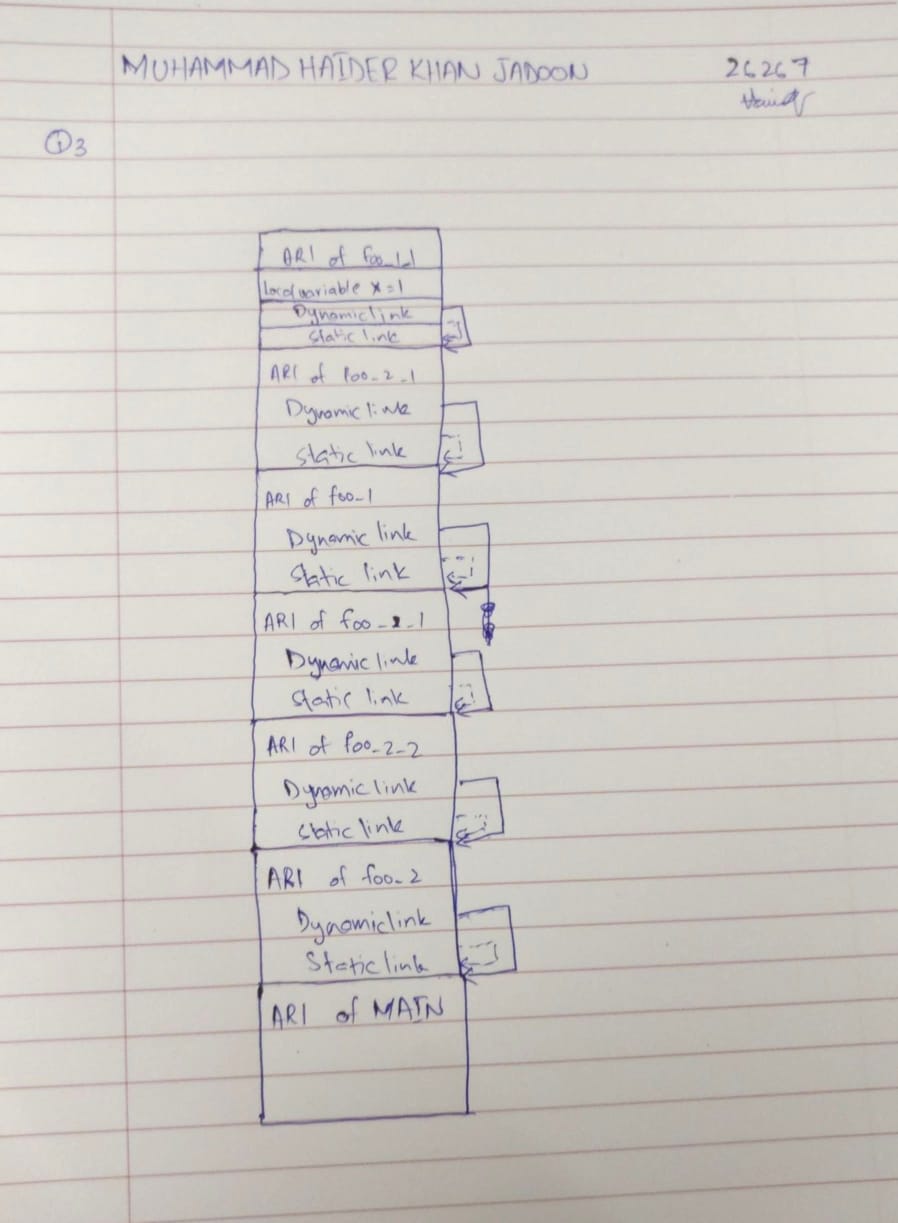 MUHAMMAD HAIDER KHAN JADOON 26267
Haider
Q3
ARI of foo_1_1
Local variable x=1
Dynamic link
Static link
ARI of foo_2_1
Dynamic link
Static link
ARI of foo_1
Dynamic link
Static link
ARI of foo_2_1
Dynamic link
Static link
ARI of foo_2_2
Dynamic link
Static link
ARI of foo_2
Dynamic link
Static link
ARI of MAIN